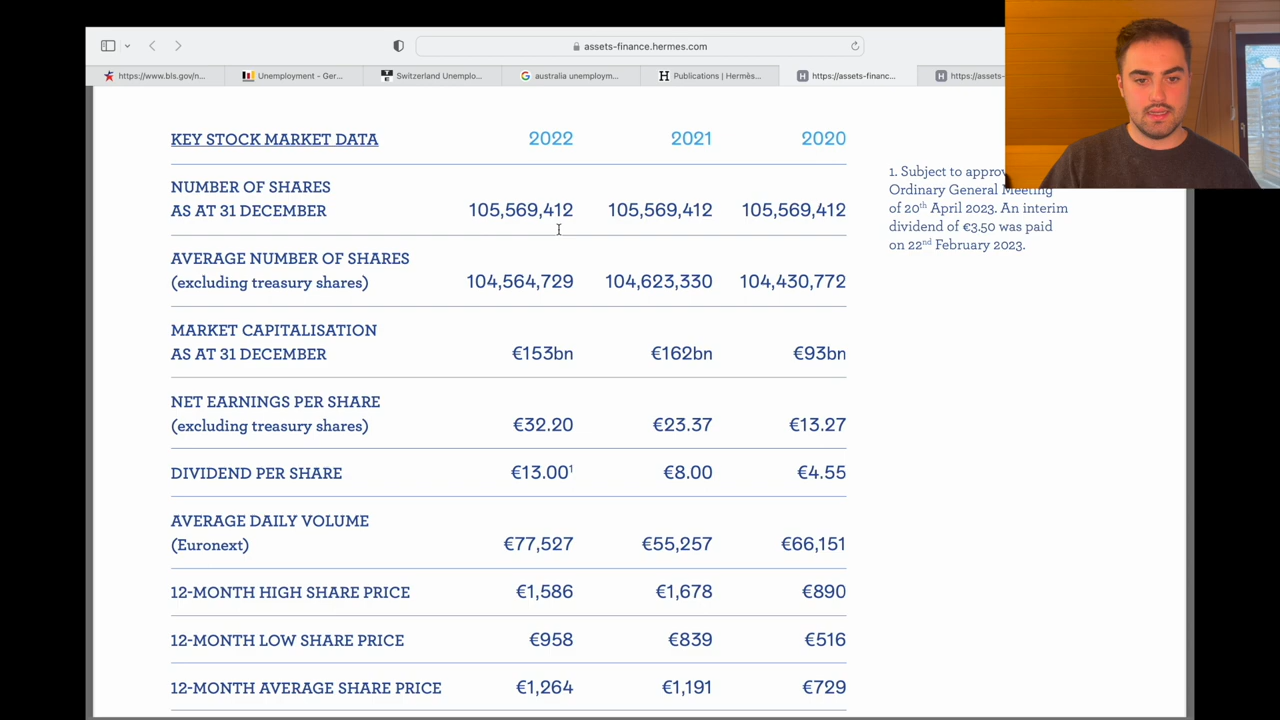 assets-finance.hermes.com
https://www.bls.gov/n...
Unemployment - Ger...
Switzerland Unemplo...
australia unemploym...
Publications | Hermès...
https://assets-financ...
https://assets-
KEY STOCK MARKET DATA 2022 2021 2020
NUMBER OF SHARES
AS AT 31 DECEMBER 105,569,412 105,569,412 105,569,412
AVERAGE NUMBER OF SHARES
(excluding treasury shares) 104,564,729 104,623,330 104,430,772
MARKET CAPITALISATION
AS AT 31 DECEMBER €153bn €162bn €93bn
NET EARNINGS PER SHARE
(excluding treasury shares) €32.20 €23.37 €13.27
DIVIDEND PER SHARE €13.00¹ €8.00 €4.55
AVERAGE DAILY VOLUME
(Euronext) €77,527 €55,257 €66,151
12-MONTH HIGH SHARE PRICE €1,586 €1,678 €890
12-MONTH LOW SHARE PRICE €958 €839 €516
12-MONTH AVERAGE SHARE PRICE €1,264 €1,191 €729
1. Subject to approv
Ordinary General Meeting
of 20th April 2023. An interim
dividend of €3.50 was paid
on 22nd February 2023.